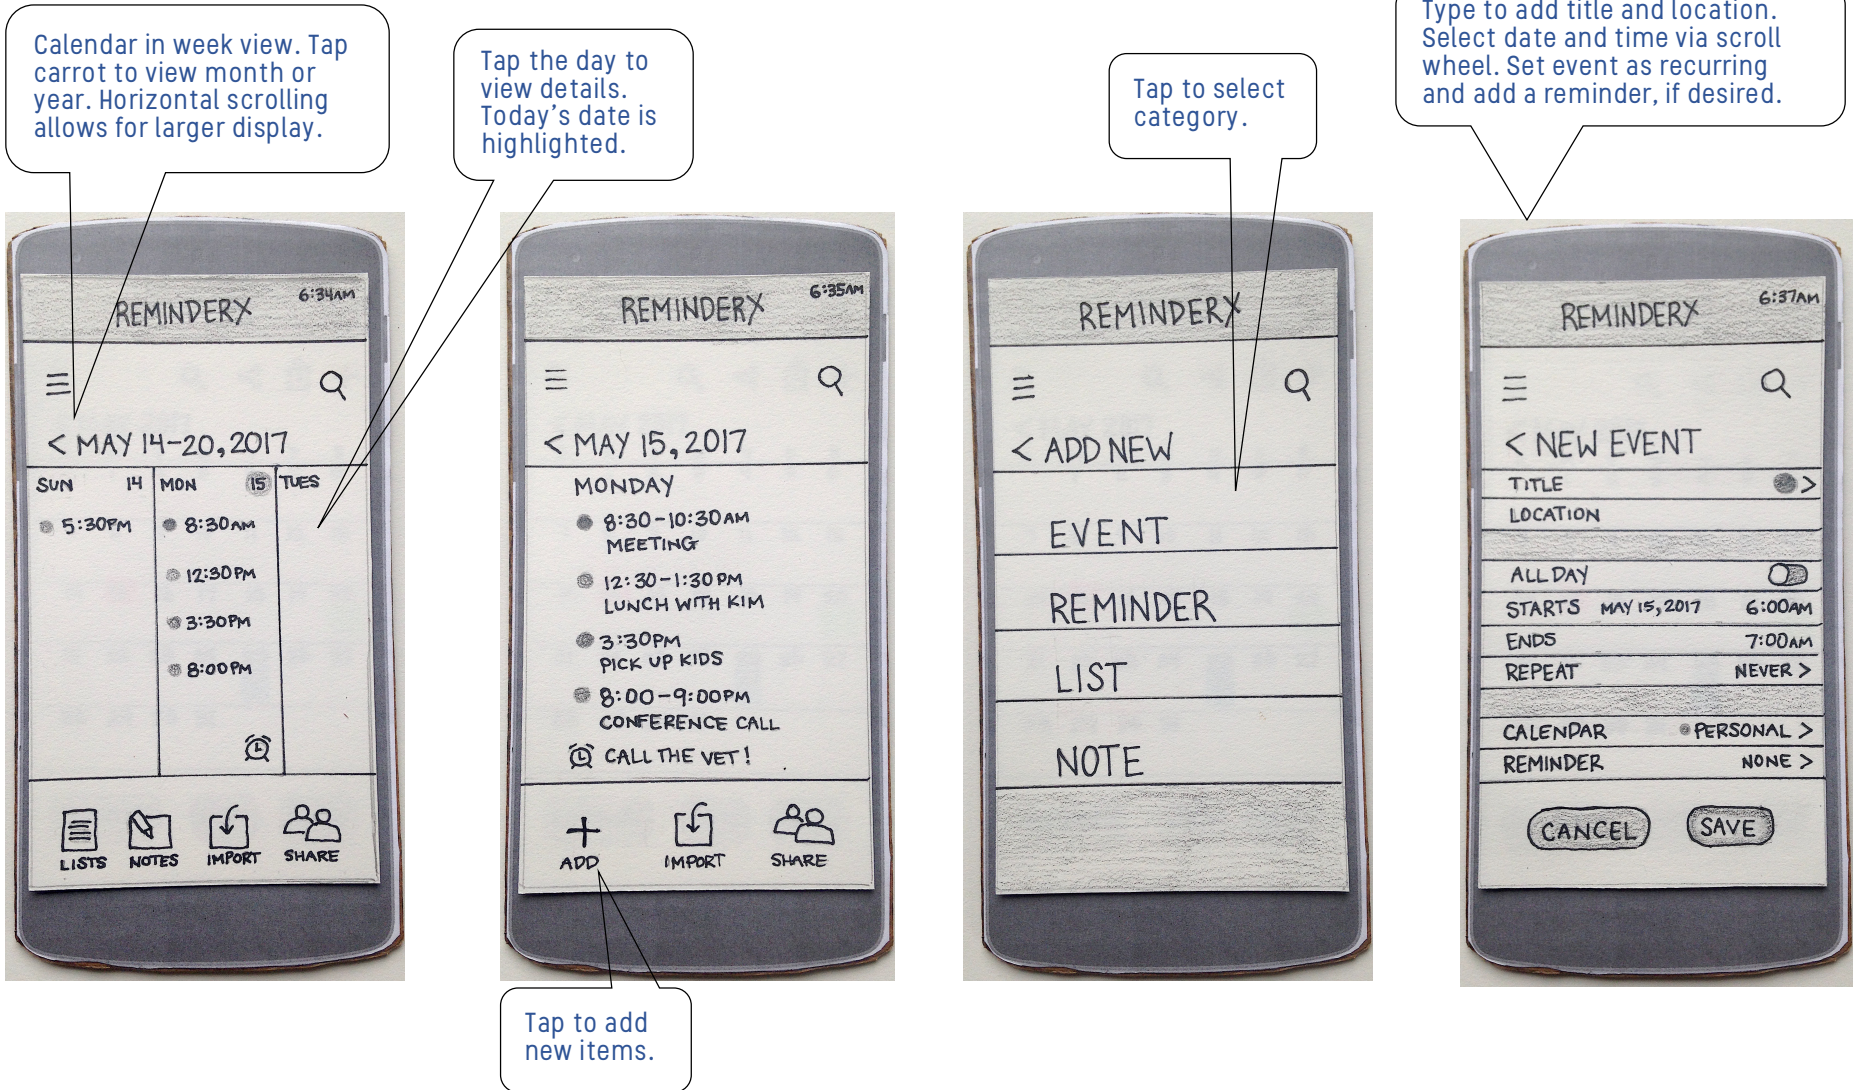 Calendar in week view. Tap
carrot to view month or
year. Horizontal scrolling
allows for larger display.
Tap the day to
view details.
Today's date is
highlighted.
Tap to select
category.
Type to add title and location.
Select date and time via scroll
wheel. Set event as recurring
and add a reminder, if desired.
REMINDERX 6:34AM
< MAY 14-20, 2017
SUN 14 MON 15 TUES
5:30PM 8:30AM
12:30PM
3:30PM
8:00PM
LISTS NOTES IMPORT SHARE
REMINDERX 6:35AM
< MAY 15, 2017
MONDAY
8:30-10:30AM
MEETING
12:30-1:30PM
LUNCH WITH KIM
3:30PM
PICK UP KIDS
8:00-9:00PM
CONFERENCE CALL
CALL THE VET!
+
ADD IMPORT SHARE
Tap to add
new items.
REMINDERX
< ADD NEW
EVENT
REMINDER
LIST
NOTE
REMINDERX 6:37AM
< NEW EVENT
TITLE >
LOCATION
ALL DAY
STARTS MAY 15, 2017 6:00AM
ENDS 7:00AM
REPEAT NEVER >
CALENDAR PERSONAL >
REMINDER NONE >
CANCEL SAVE